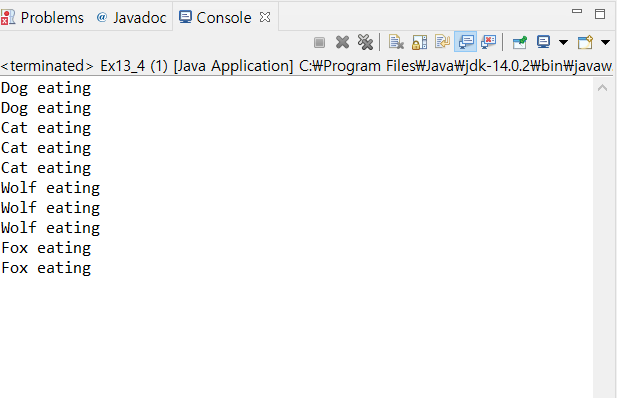 Problems @ Javadoc Console
<terminated> Ex13_4 (1) [Java Application] C:₩Program Files₩Java₩jdk-14.0.2₩bin₩javaw
Dog eating
Dog eating
Cat eating
Cat eating
Cat eating
Wolf eating
Wolf eating
Wolf eating
Fox eating
Fox eating